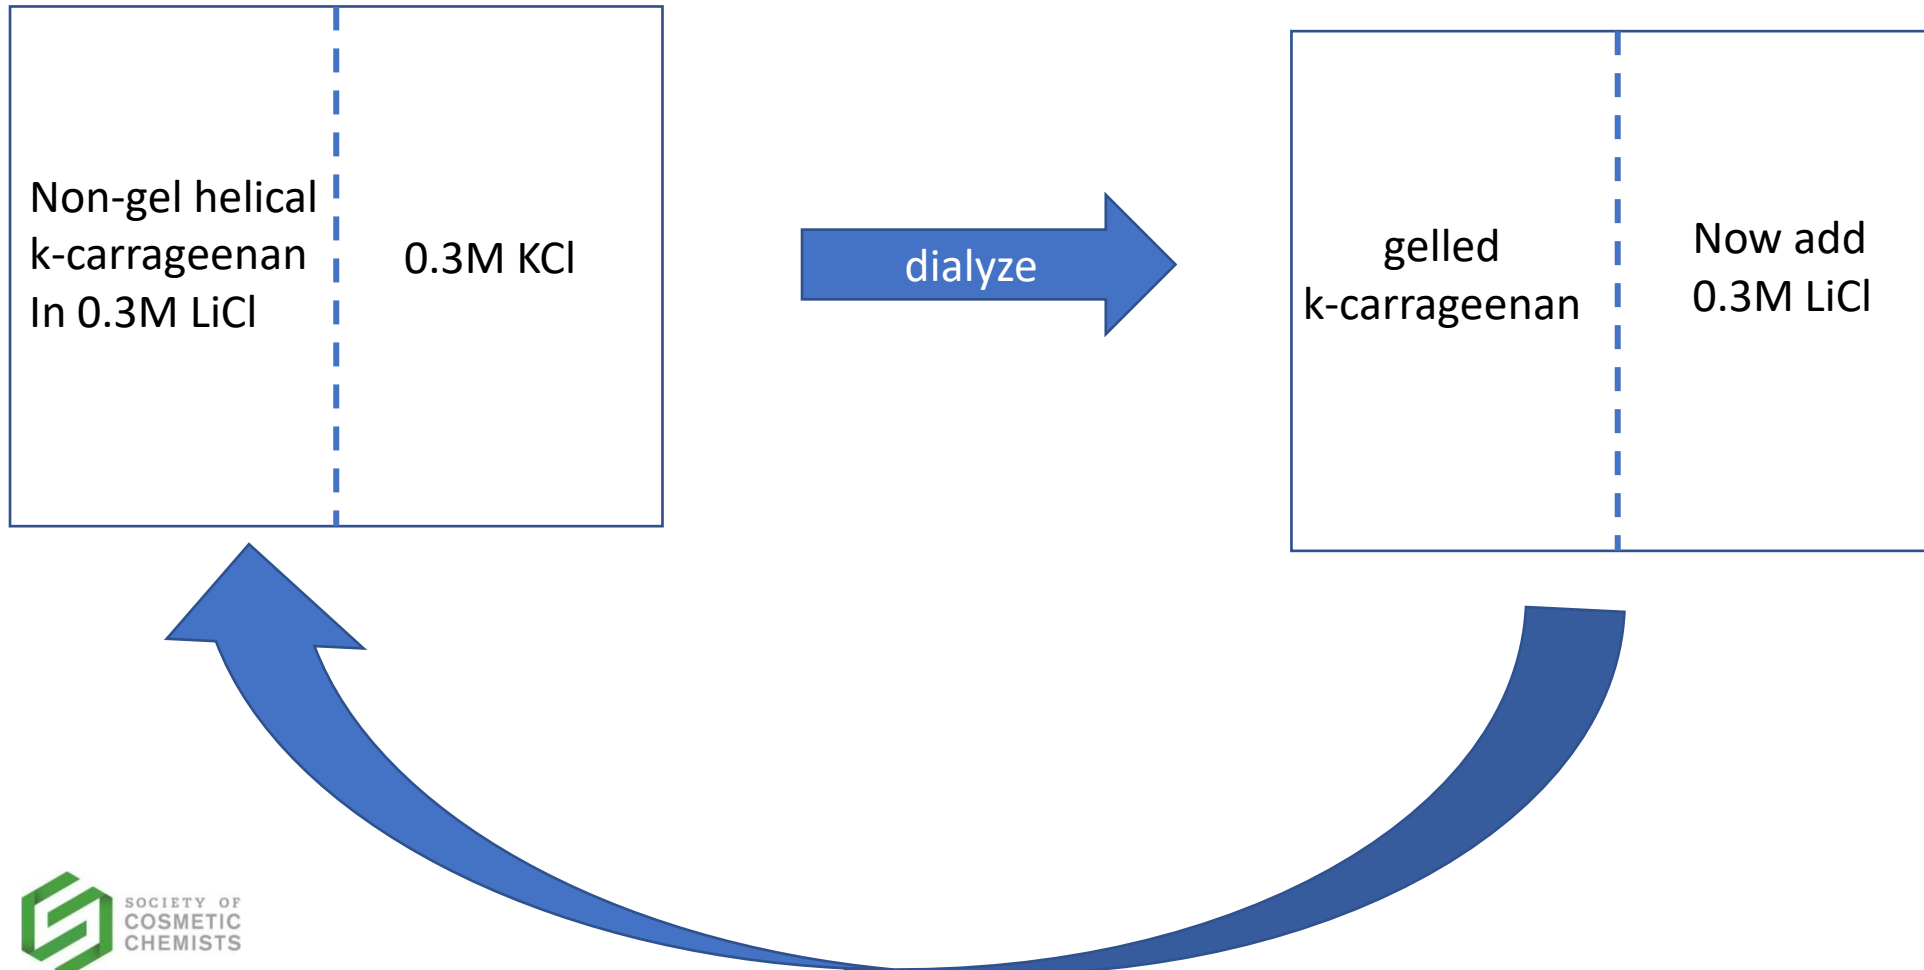 Non-gel helical
k-carrageenan
In 0.3M LiCl
0.3M KCl
dialyze
gelled
k-carrageenan
Now add
0.3M LiCl
SOCIETY OF
COSMETIC
CHEMISTS